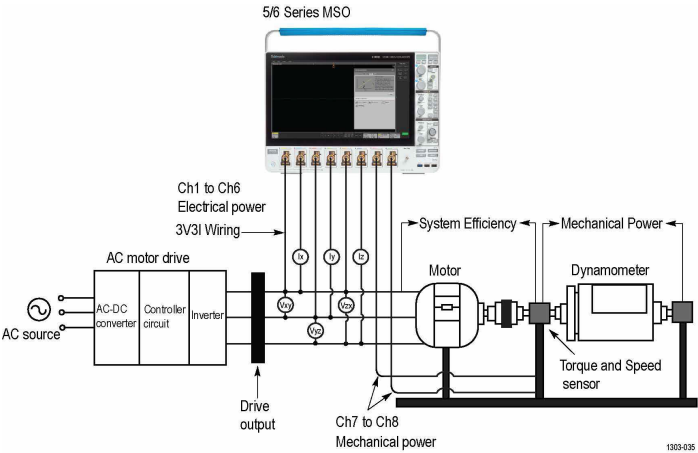 5/6 Series MSO
Tektronix
Ch1 to Ch6
Electrical power
3V3I Wiring
System Efficiency
Mechanical Power
AC motor drive
Ix
Iy
Iz
Motor
Dynamometer
AC-DC
converter
Controller
circuit
Inverter
Vxy
Vzx
Vyz
AC source
Torque and Speed
sensor
Drive
output
Ch7 to Ch8
Mechanical power
1303-035